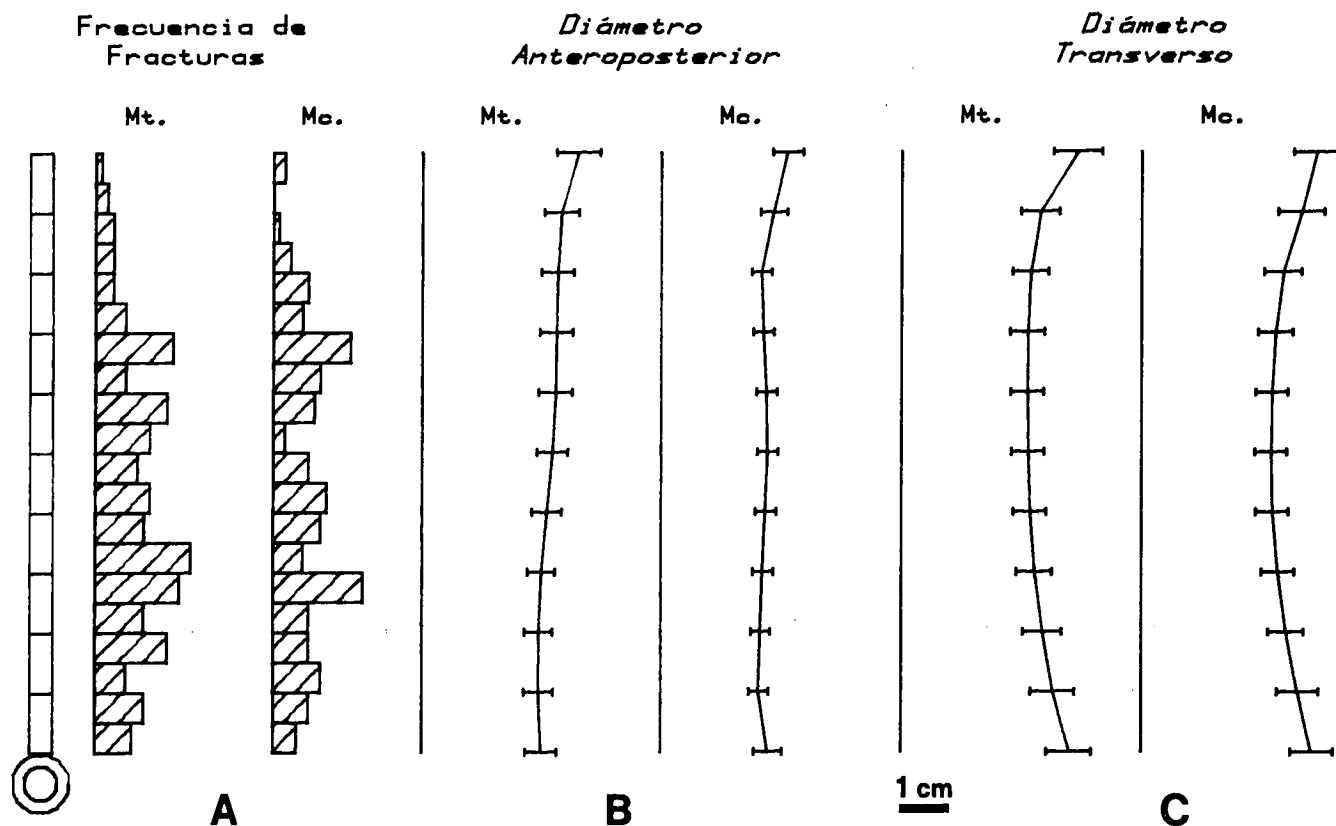 Frecuencia de
Fracturas
Mt. Mc.
Diámetro
Anteroposterior
Mt. Mc.
Diámetro
Transverso
Mt. Mc.
A
B
1 cm
C